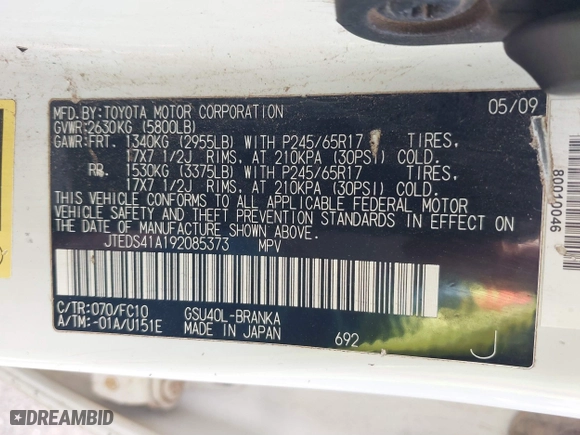 MFD.BY:TOYOTA MOTOR CORPORATION 05/09
GVWR:2630KG (5800LB)
GAWR:FRT. 1340KG (2955LB) WITH P245/65R17 TIRES,
17X7 1/2J RIMS, AT 210KPA (30PSI) COLD.
RR. 1530KG (3375LB) WITH P245/65R17 TIRES,
17X7 1/2J RIMS, AT 210KPA (30PSI) COLD.
THIS VEHICLE CONFORMS TO ALL APPLICABLE FEDERAL MOTOR
VEHICLE SAFETY AND THEFT PREVENTION STANDARDS IN EFFECT ON
THE DATE OF MANUFACTURE SHOWN ABOVE.
JTEDS41A192085373 MPV
C/TR:070/FC10 GSU40L-BRANKA
A/TM:-01A/U151E MADE IN JAPAN 692 J
80010046
DREAMBID